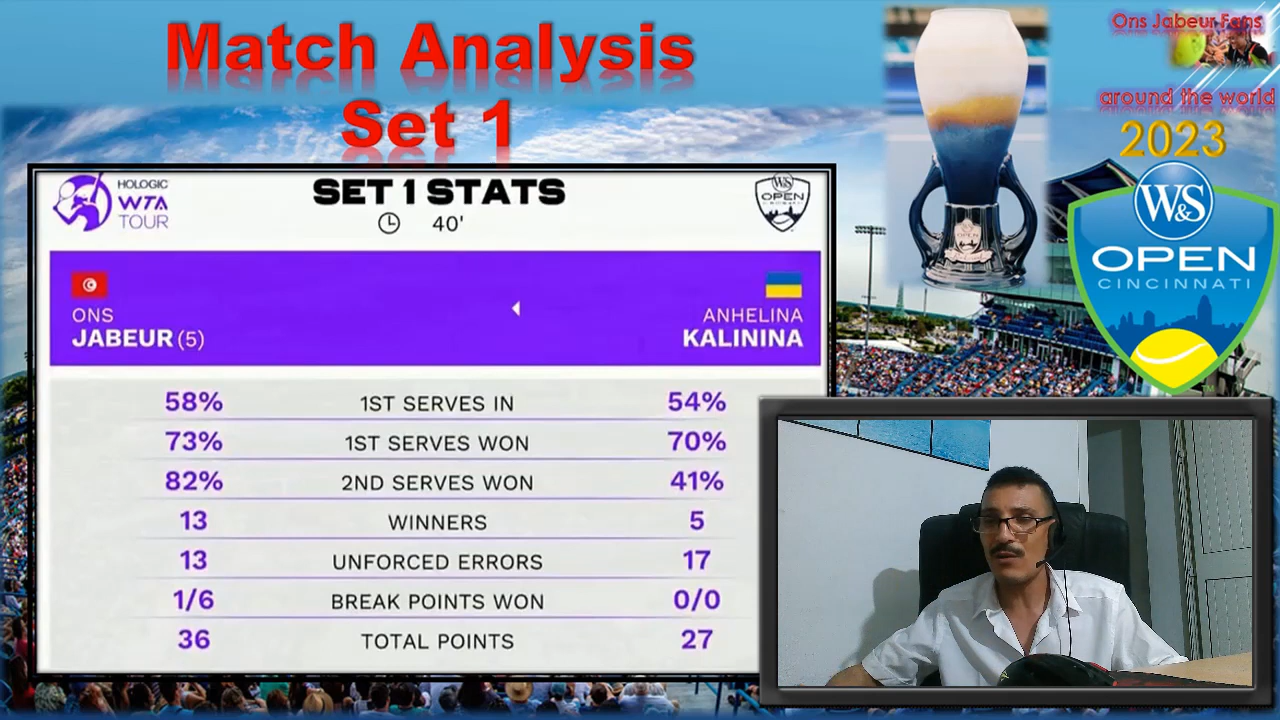 Match Analysis
Set 1
Ons Jabeur Fans
around the world
2023
W&S
OPEN
CINCINNATI
HOLOGIC
WTA
TOUR
SET 1 STATS
40'
W&S
OPEN
CINCINNATI
ONS
JABEUR (5)
ANHELINA
KALININA
58% 1ST SERVES IN 54%
73% 1ST SERVES WON 70%
82% 2ND SERVES WON 41%
13 WINNERS 5
13 UNFORCED ERRORS 17
1/6 BREAK POINTS WON 0/0
36 TOTAL POINTS 27